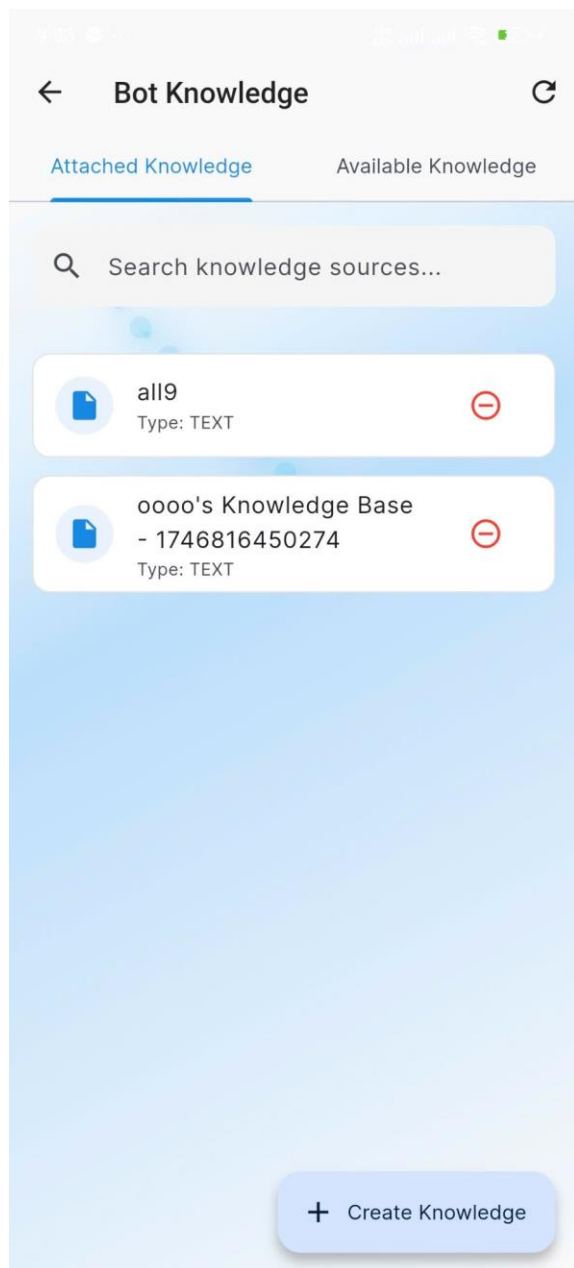 Bot Knowledge
Attached Knowledge Available Knowledge
Search knowledge sources...
all9
Type: TEXT
oooo's Knowledge Base
- 1746816450274
Type: TEXT
+ Create Knowledge